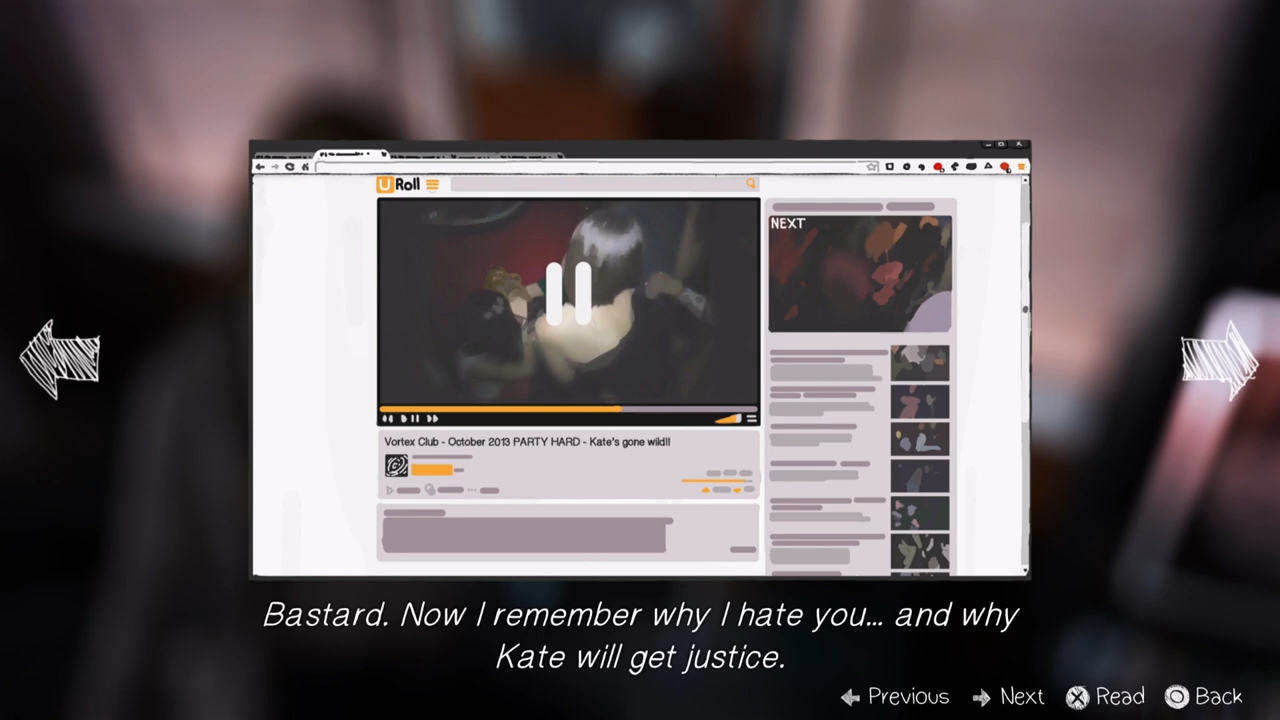 U Roll
NEXT
Vortex Club - October 2013 PARTY HARD - Kate's gone wild!!
Bastard. Now I remember why I hate you... and why
Kate will get justice.
Previous Next Read Back